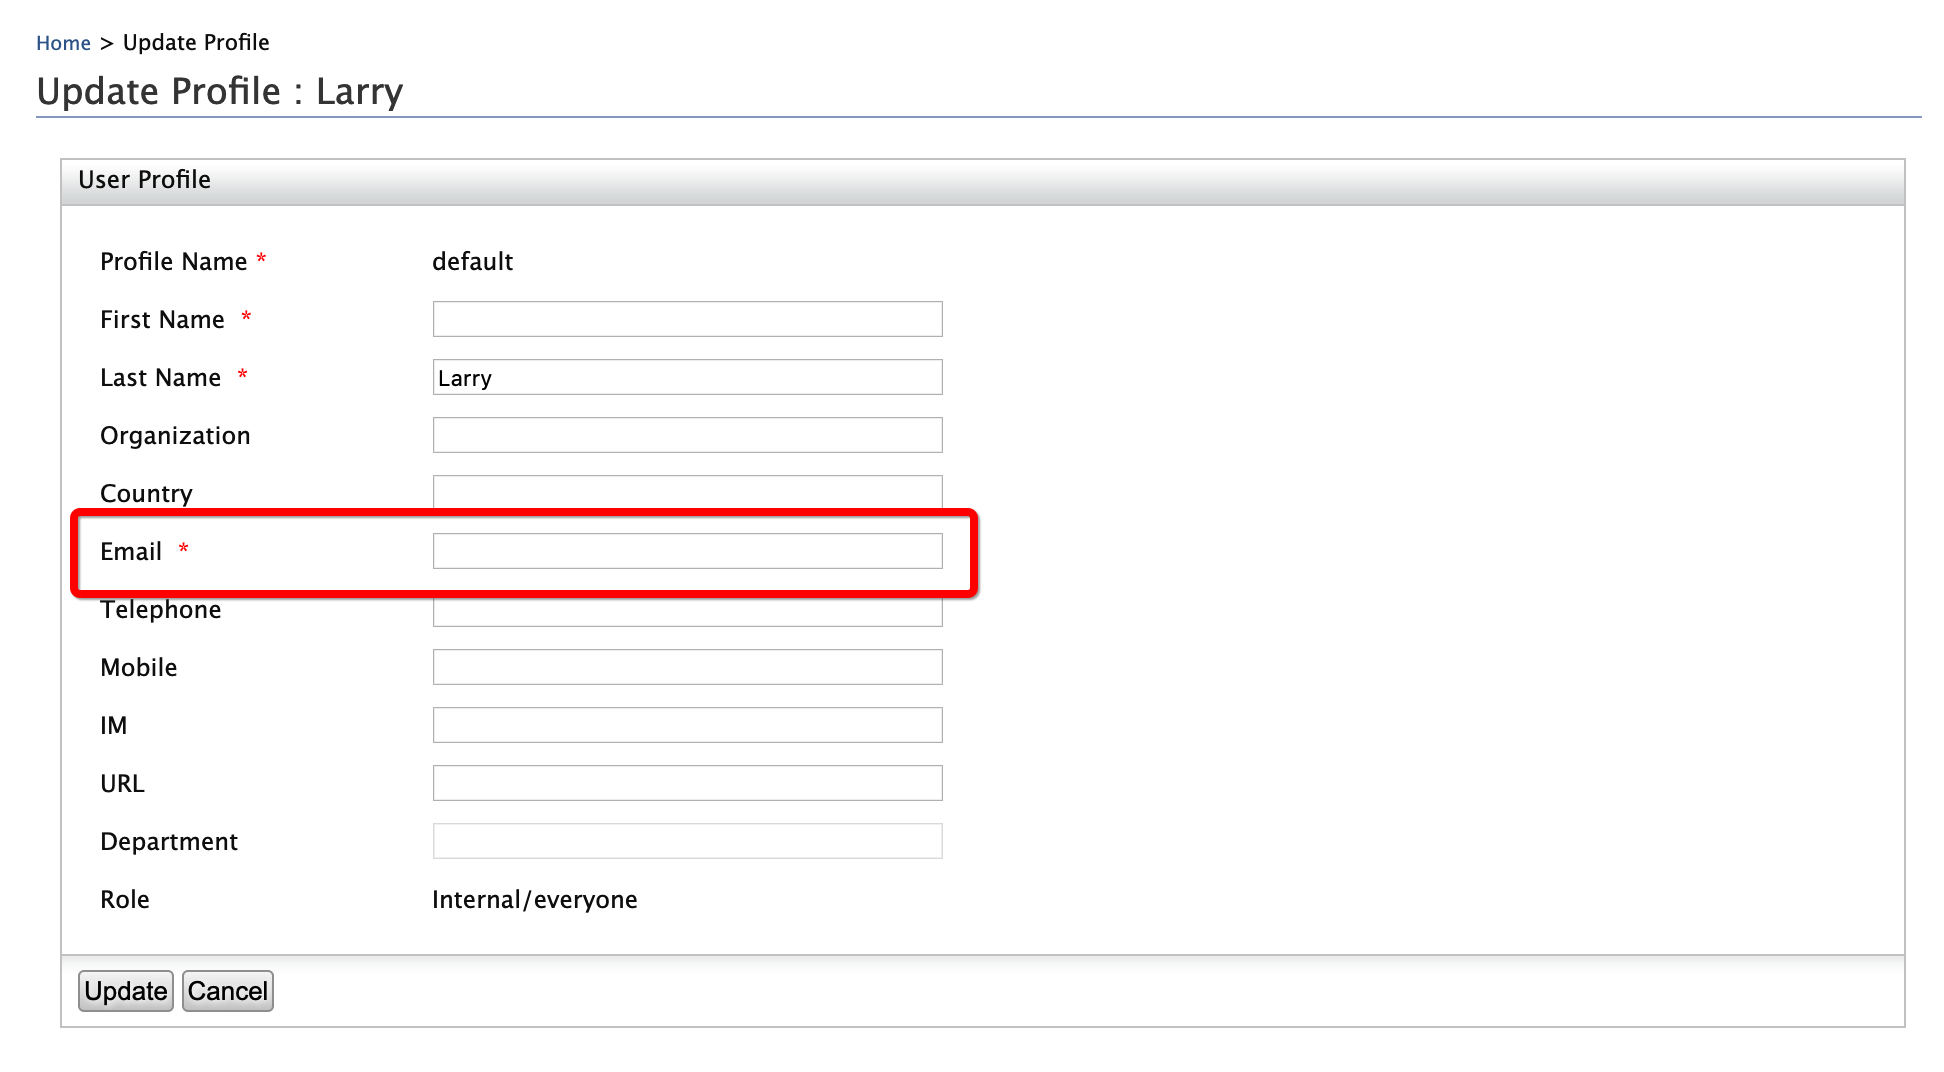 Home > Update Profile
Update Profile : Larry
User Profile
Profile Name * default
First Name *
Last Name * Larry
Organization
Country
Email *
Telephone
Mobile
IM
URL
Department
Role Internal/everyone
Update Cancel